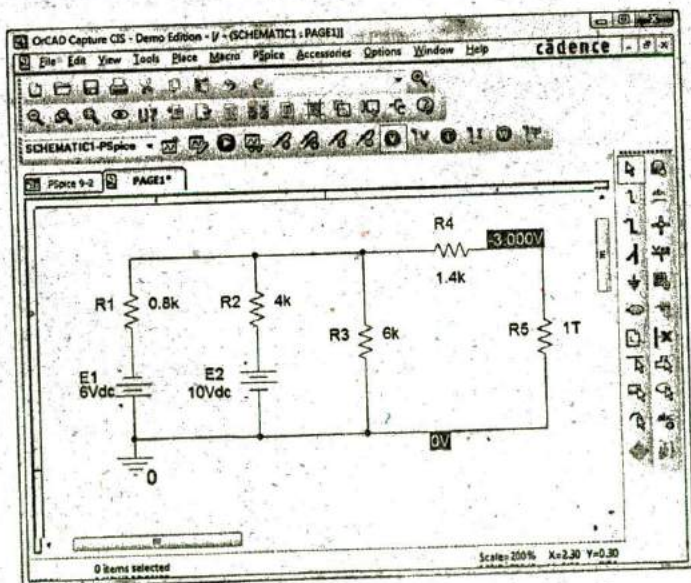 OrCAD Capture CIS - Demo Edition - [/ - (SCHEMATIC1 : PAGE1)]
File Edit View Tools Place Macro PSpice Accessories Options Window Help cādence
SCHEMATIC1-PSpice
PSpice 9-2 PAGE1*
R4
-3.000V
1.4k
R1 0.8k R2 4k
R3 6k R5 1T
E1 E2
6Vdc 10Vdc
0V
0
0 items selected Scale=200% X=2.30 Y=0.30